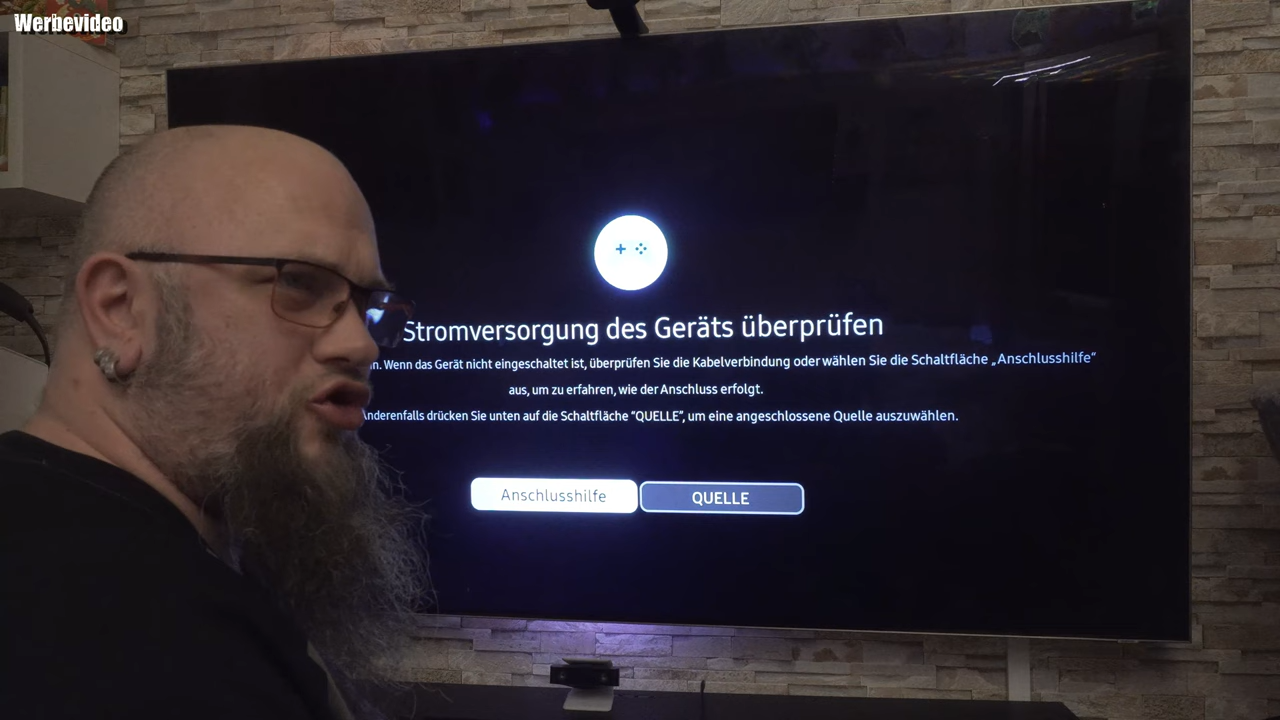 Werbevideo
Stromversorgung des Geräts überprüfen
Wenn das Gerät nicht eingeschaltet ist, überprüfen Sie die Kabelverbindung oder wählen Sie die Schaltfläche „Anschlusshilfe“
aus, um zu erfahren, wie der Anschluss erfolgt.
Anderenfalls drücken Sie unten auf die Schaltfläche "QUELLE", um eine angeschlossene Quelle auszuwählen.
Anschlusshilfe
QUELLE